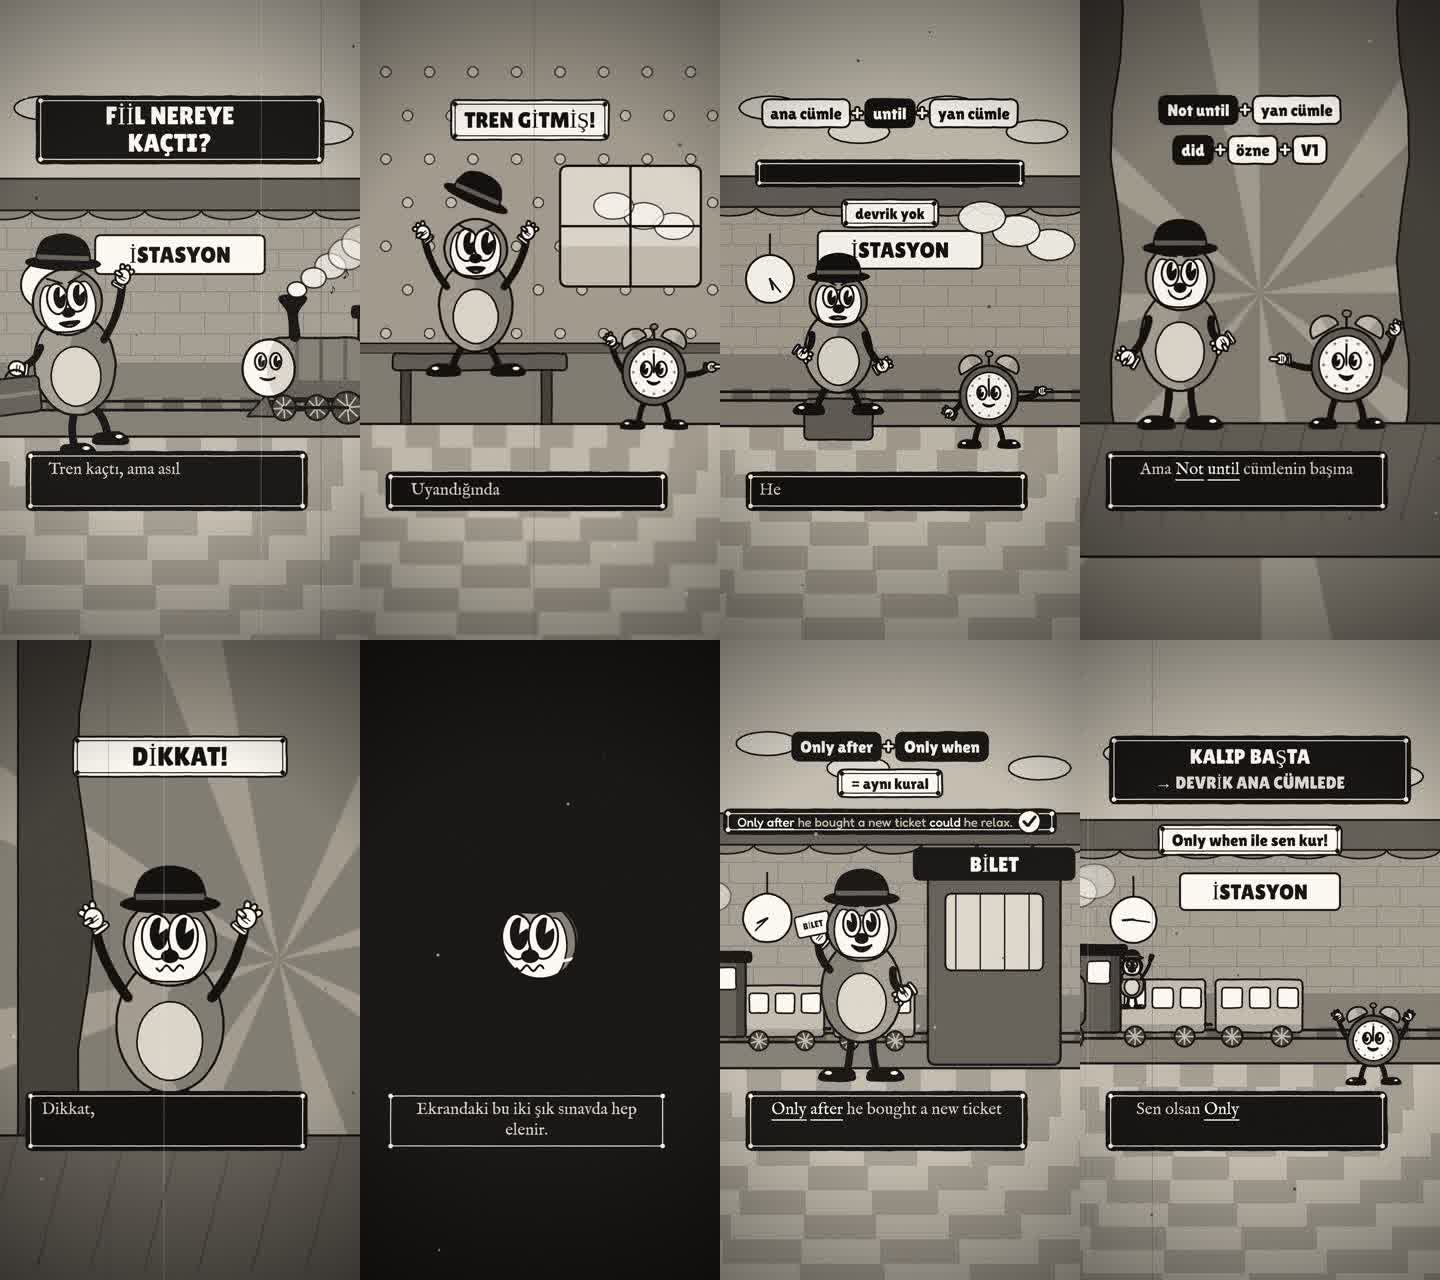 FİİL NEREYE
KAÇTI?
İSTASYON
Tren kaçtı, ama asıl
TREN GİTMİŞ!
Uyandığında
ana cümle + until + yan cümle
devrik yok
İSTASYON
He
Not until + yan cümle
did + özne + V1
Ama Not until cümlenin başına
DİKKAT!
Dikkat,
Ekrandaki bu iki şık sınavda hep
elenir.
Only after + Only when
= aynı kural
Only after he bought a new ticket could he relax.
BİLET
BİLET
Only after he bought a new ticket
KALIP BAŞTA
→ DEVRİK ANA CÜMLEDE
Only when ile sen kur!
İSTASYON
Sen olsan Only